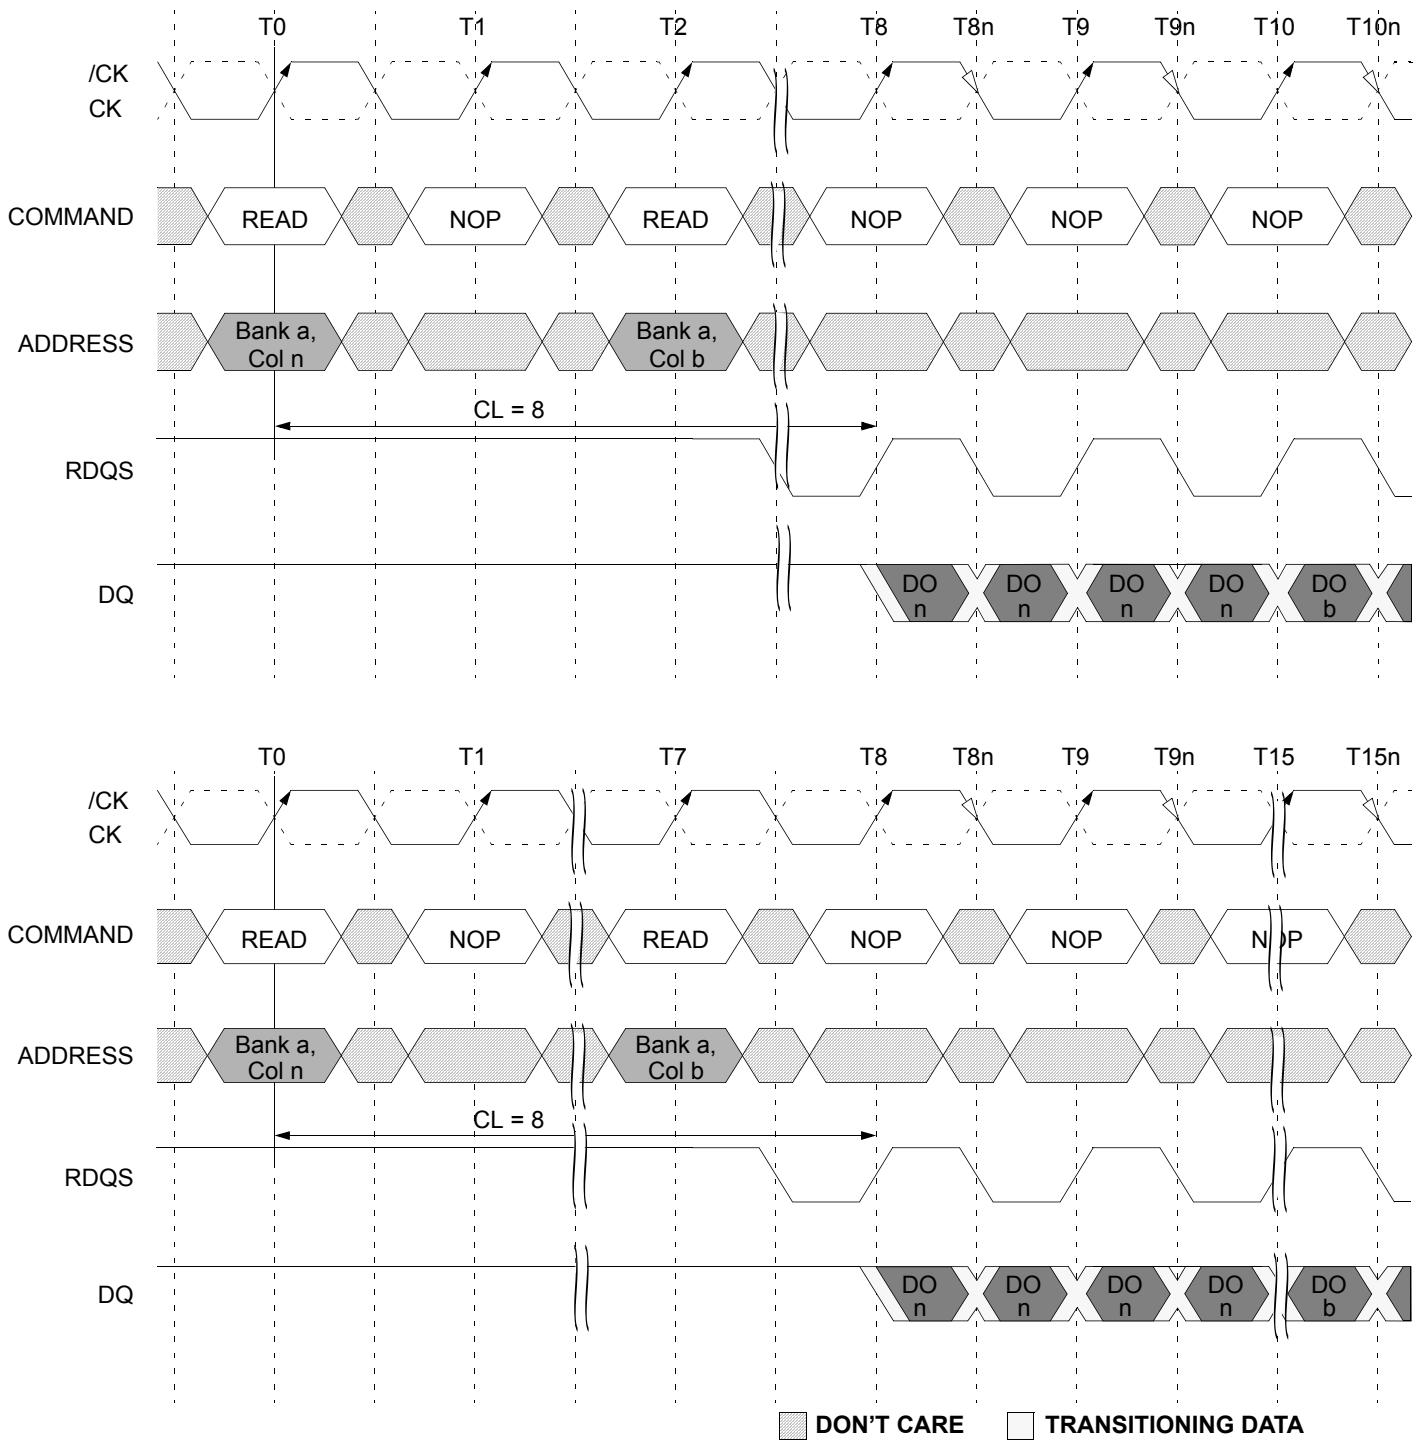 T0 T1 T2 T8 T8n T9 T9n T10 T10n
/CK
CK
COMMAND READ NOP READ NOP NOP NOP
ADDRESS Bank a, Col n Bank a, Col b
CL = 8
RDQS
DQ DO n DO n DO n DO n DO b
T0 T1 T7 T8 T8n T9 T9n T15 T15n
/CK
CK
COMMAND READ NOP READ NOP NOP NOP
ADDRESS Bank a, Col n Bank a, Col b
CL = 8
RDQS
DQ DO n DO n DO n DO n DO b
DON'T CARE TRANSITIONING DATA